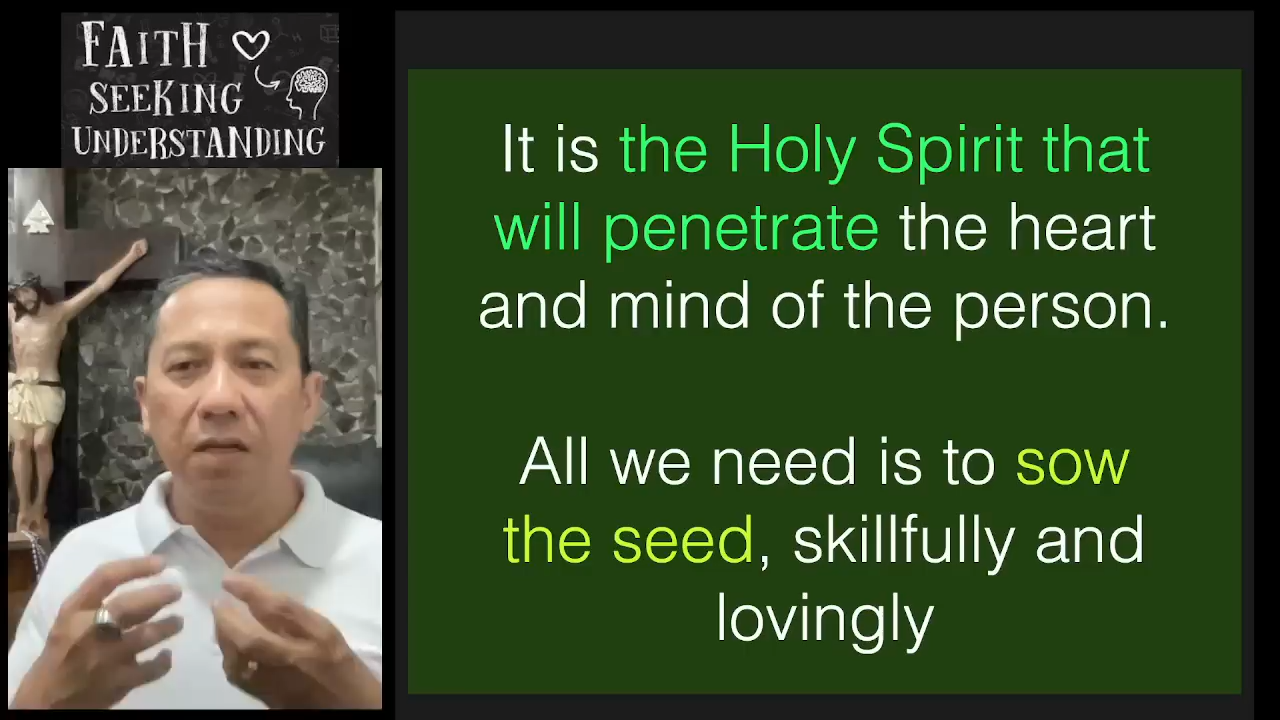 FAITH
SEEKING
UNDERSTANDING
It is the Holy Spirit that
will penetrate the heart
and mind of the person.
All we need is to sow
the seed, skillfully and
lovingly